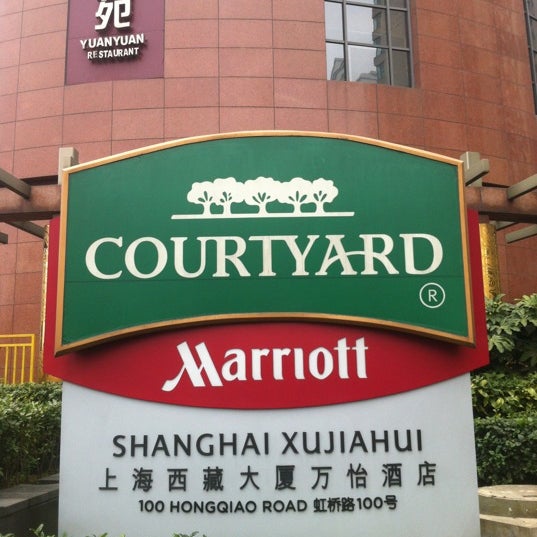 苑
YUANYUAN
RESTAURANT
COURTYARD
®
Marriott
SHANGHAI XUJIAHUI
上海西藏大厦万怡酒店
100 HONGQIAO ROAD 虹桥路100号